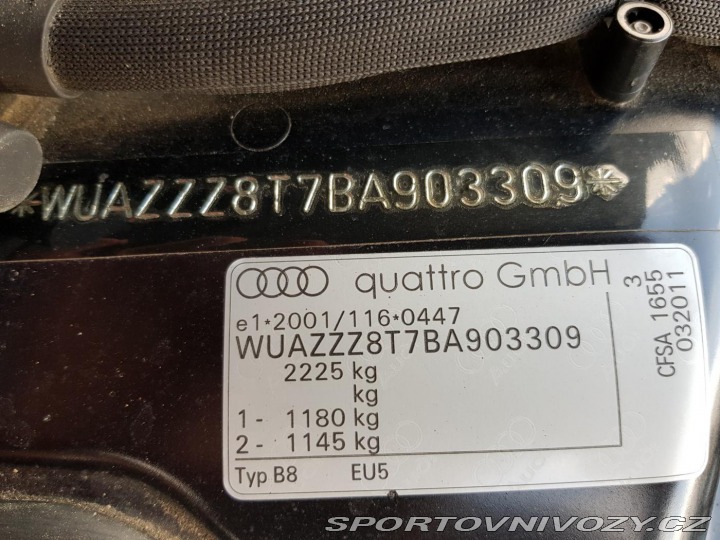 *WUAZZZ8T7BA903309*
quattro GmbH
e1*2001/116*0447
WUAZZZ8T7BA903309
2225 kg
kg
1- 1180 kg
2- 1145 kg
Typ B8 EU5
3
CFSA 1655
032011
SPORTOVNIVOZY.CZ